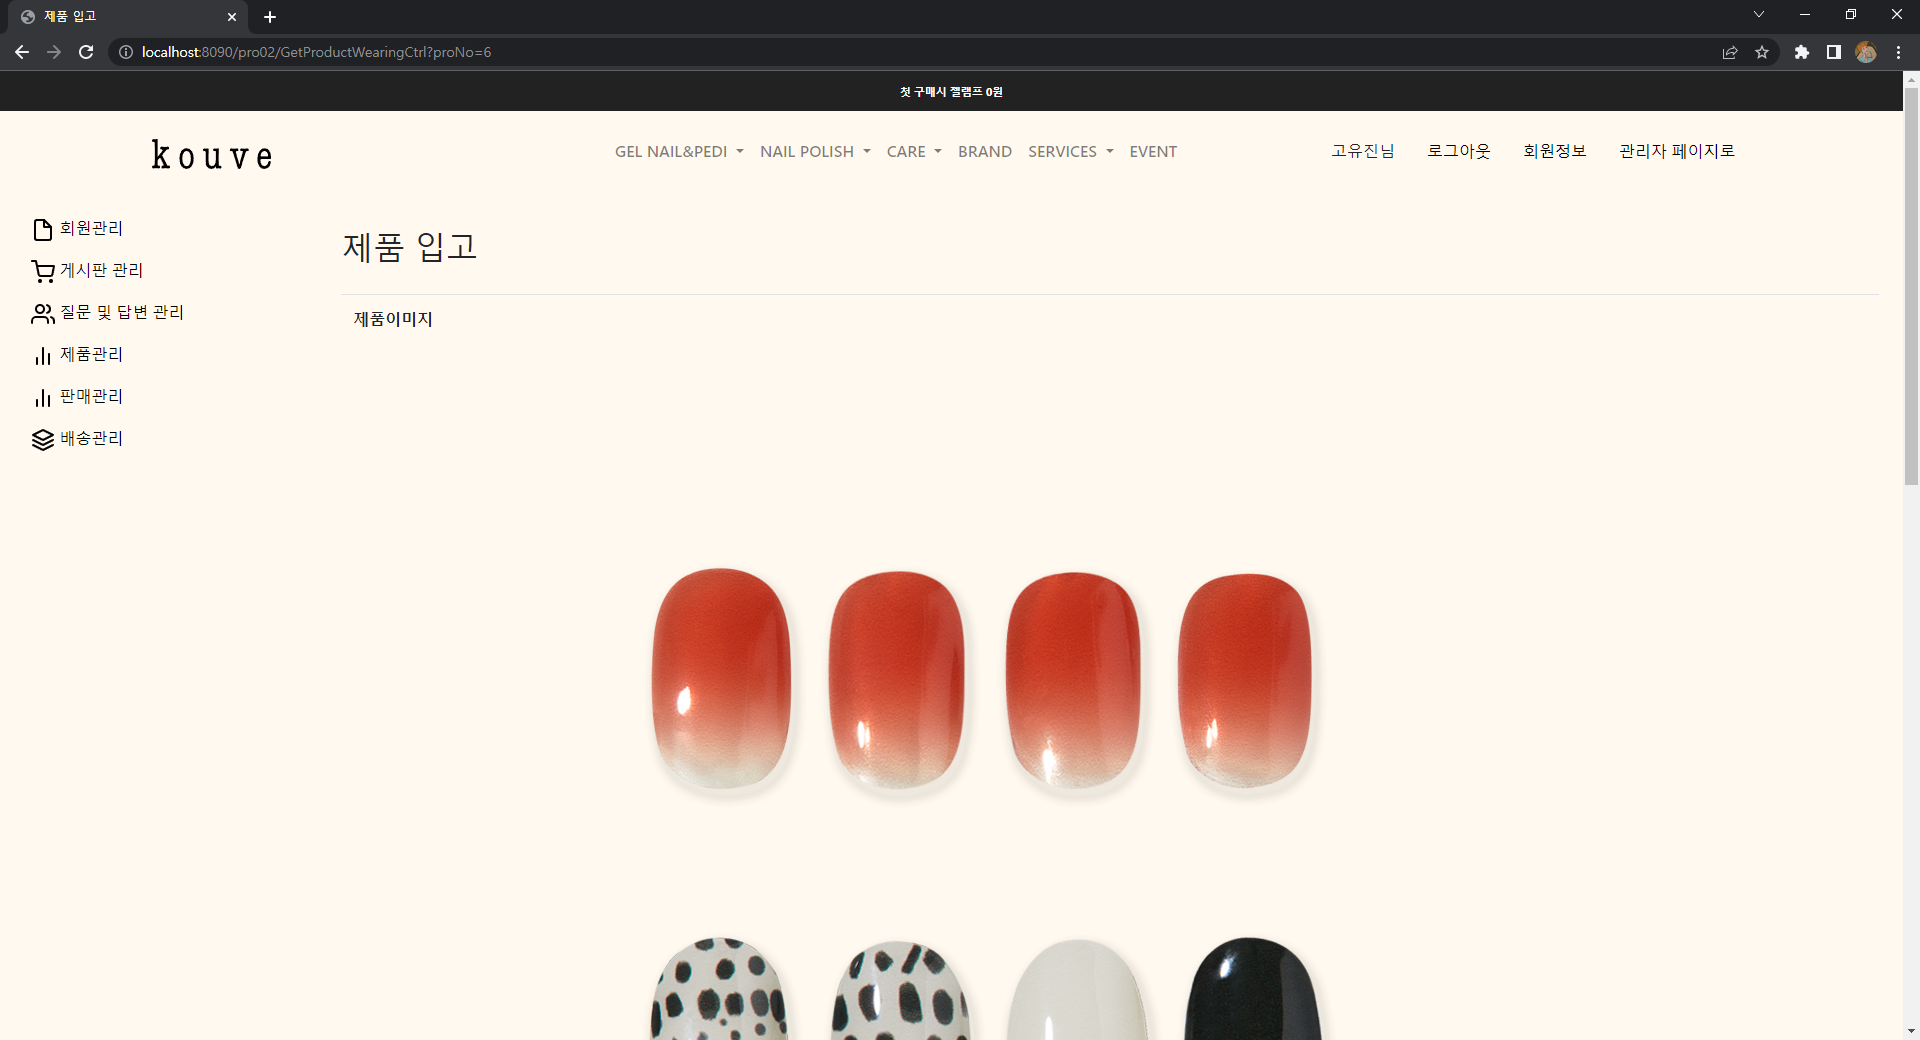 제품 입고
localhost:8090/pro02/GetProductWearingCtrl?proNo=6
첫 구매시 젤램프 0원
kouve
GEL NAIL&PEDI NAIL POLISH CARE BRAND SERVICES EVENT
고유진님 로그아웃 회원정보 관리자 페이지로
회원관리
게시판 관리
질문 및 답변 관리
제품관리
판매관리
배송관리
제품 입고
제품이미지